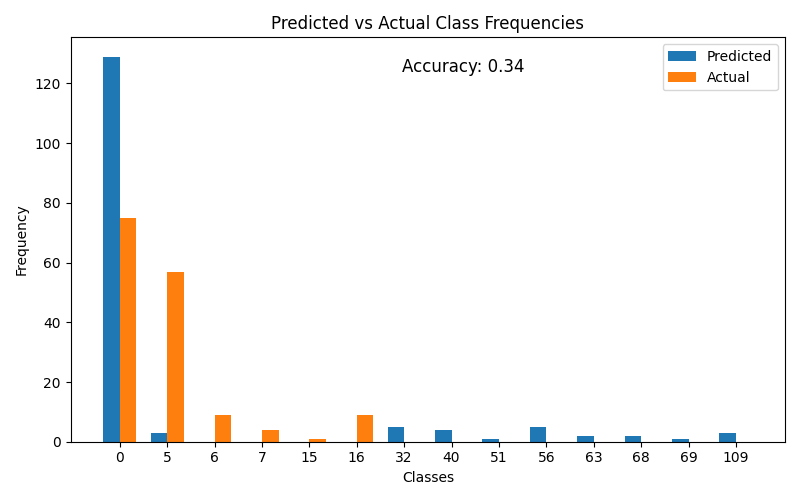 Predicted vs Actual Class Frequencies
Accuracy: 0.34
Predicted
Actual
Frequency
120
100
80
60
40
20
0
0 5 6 7 15 16 32 40 51 56 63 68 69 109
Classes